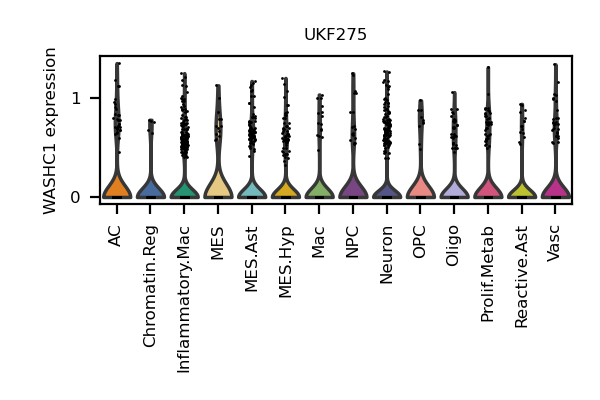 UKF275
WASHC1 expression
1
0
AC
Chromatin.Reg
Inflammatory.Mac
MES
MES.Ast
MES.Hyp
Mac
NPC
Neuron
OPC
Oligo
Prolif.Metab
Reactive.Ast
Vasc